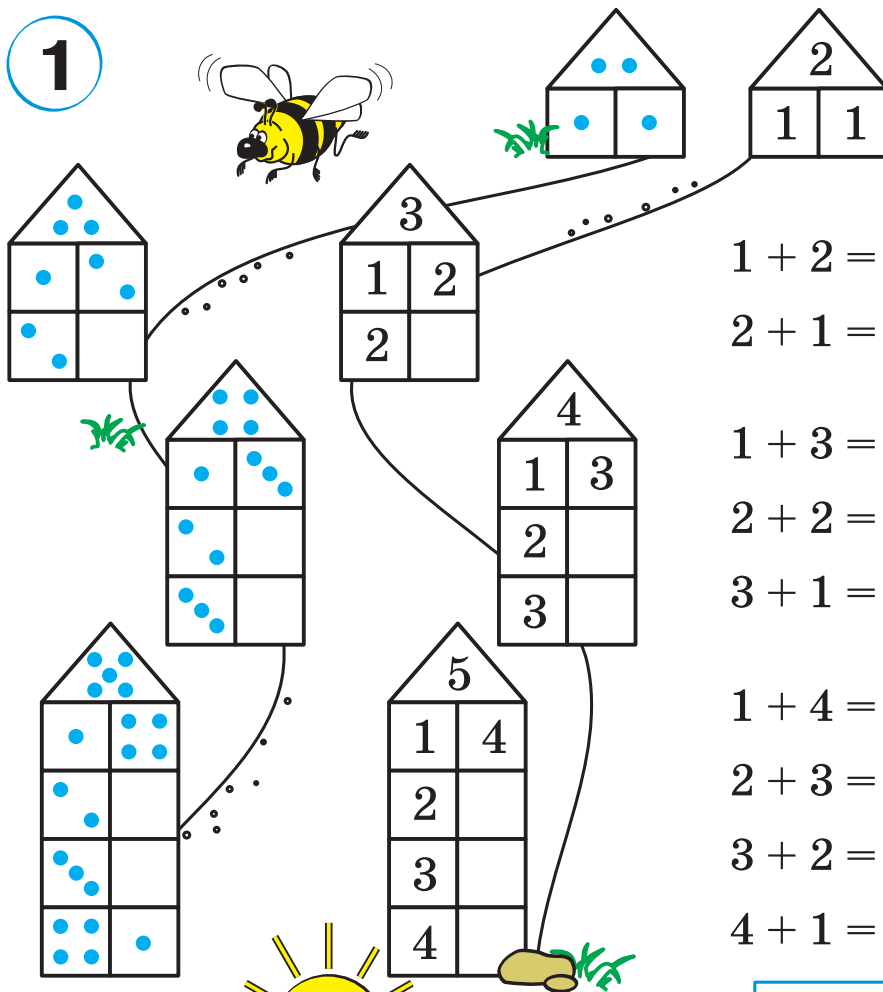 1
2
1 1
3
1 2
2
4
1 3
2
3
5
1 4
2
3
4
1 + 2 =
2 + 1 =
1 + 3 =
2 + 2 =
3 + 1 =
1 + 4 =
2 + 3 =
3 + 2 =
4 + 1 =